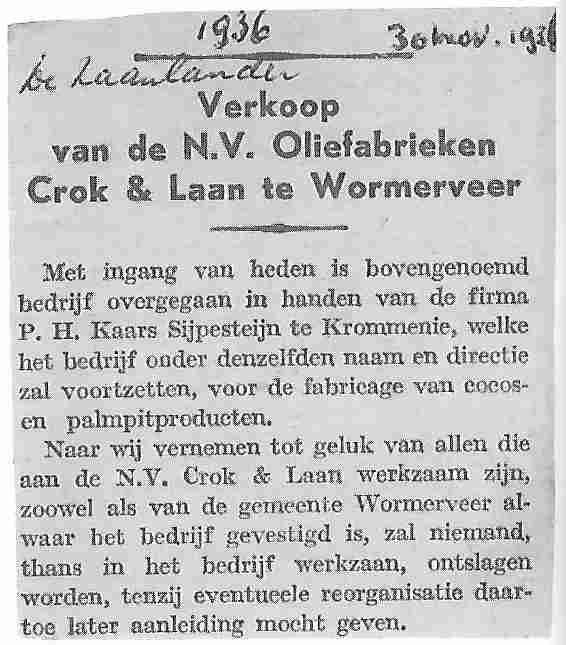 1936
30 nov. 1936
De Zaanlander
Verkoop
van de N.V. Oliefabrieken
Crok & Laan te Wormerveer
Met ingang van heden is bovengenoemd
bedrijf overgegaan in handen van de firma
P. H. Kaars Sijpesteijn te Krommenie, welke
het bedrijf onder denzelfden naam en directie
zal voortzetten, voor de fabricage van cocos-
en palmpitproducten.
Naar wij vernemen tot geluk van allen die
aan de N.V. Crok & Laan werkzaam zijn,
zoowel als van de gemeente Wormerveer al-
waar het bedrijf gevestigd is, zal niemand,
thans in het bedrijf werkzaan, ontslagen
worden, tenzij eventueele reorganisatie daar-
toe later aanleiding mocht geven.